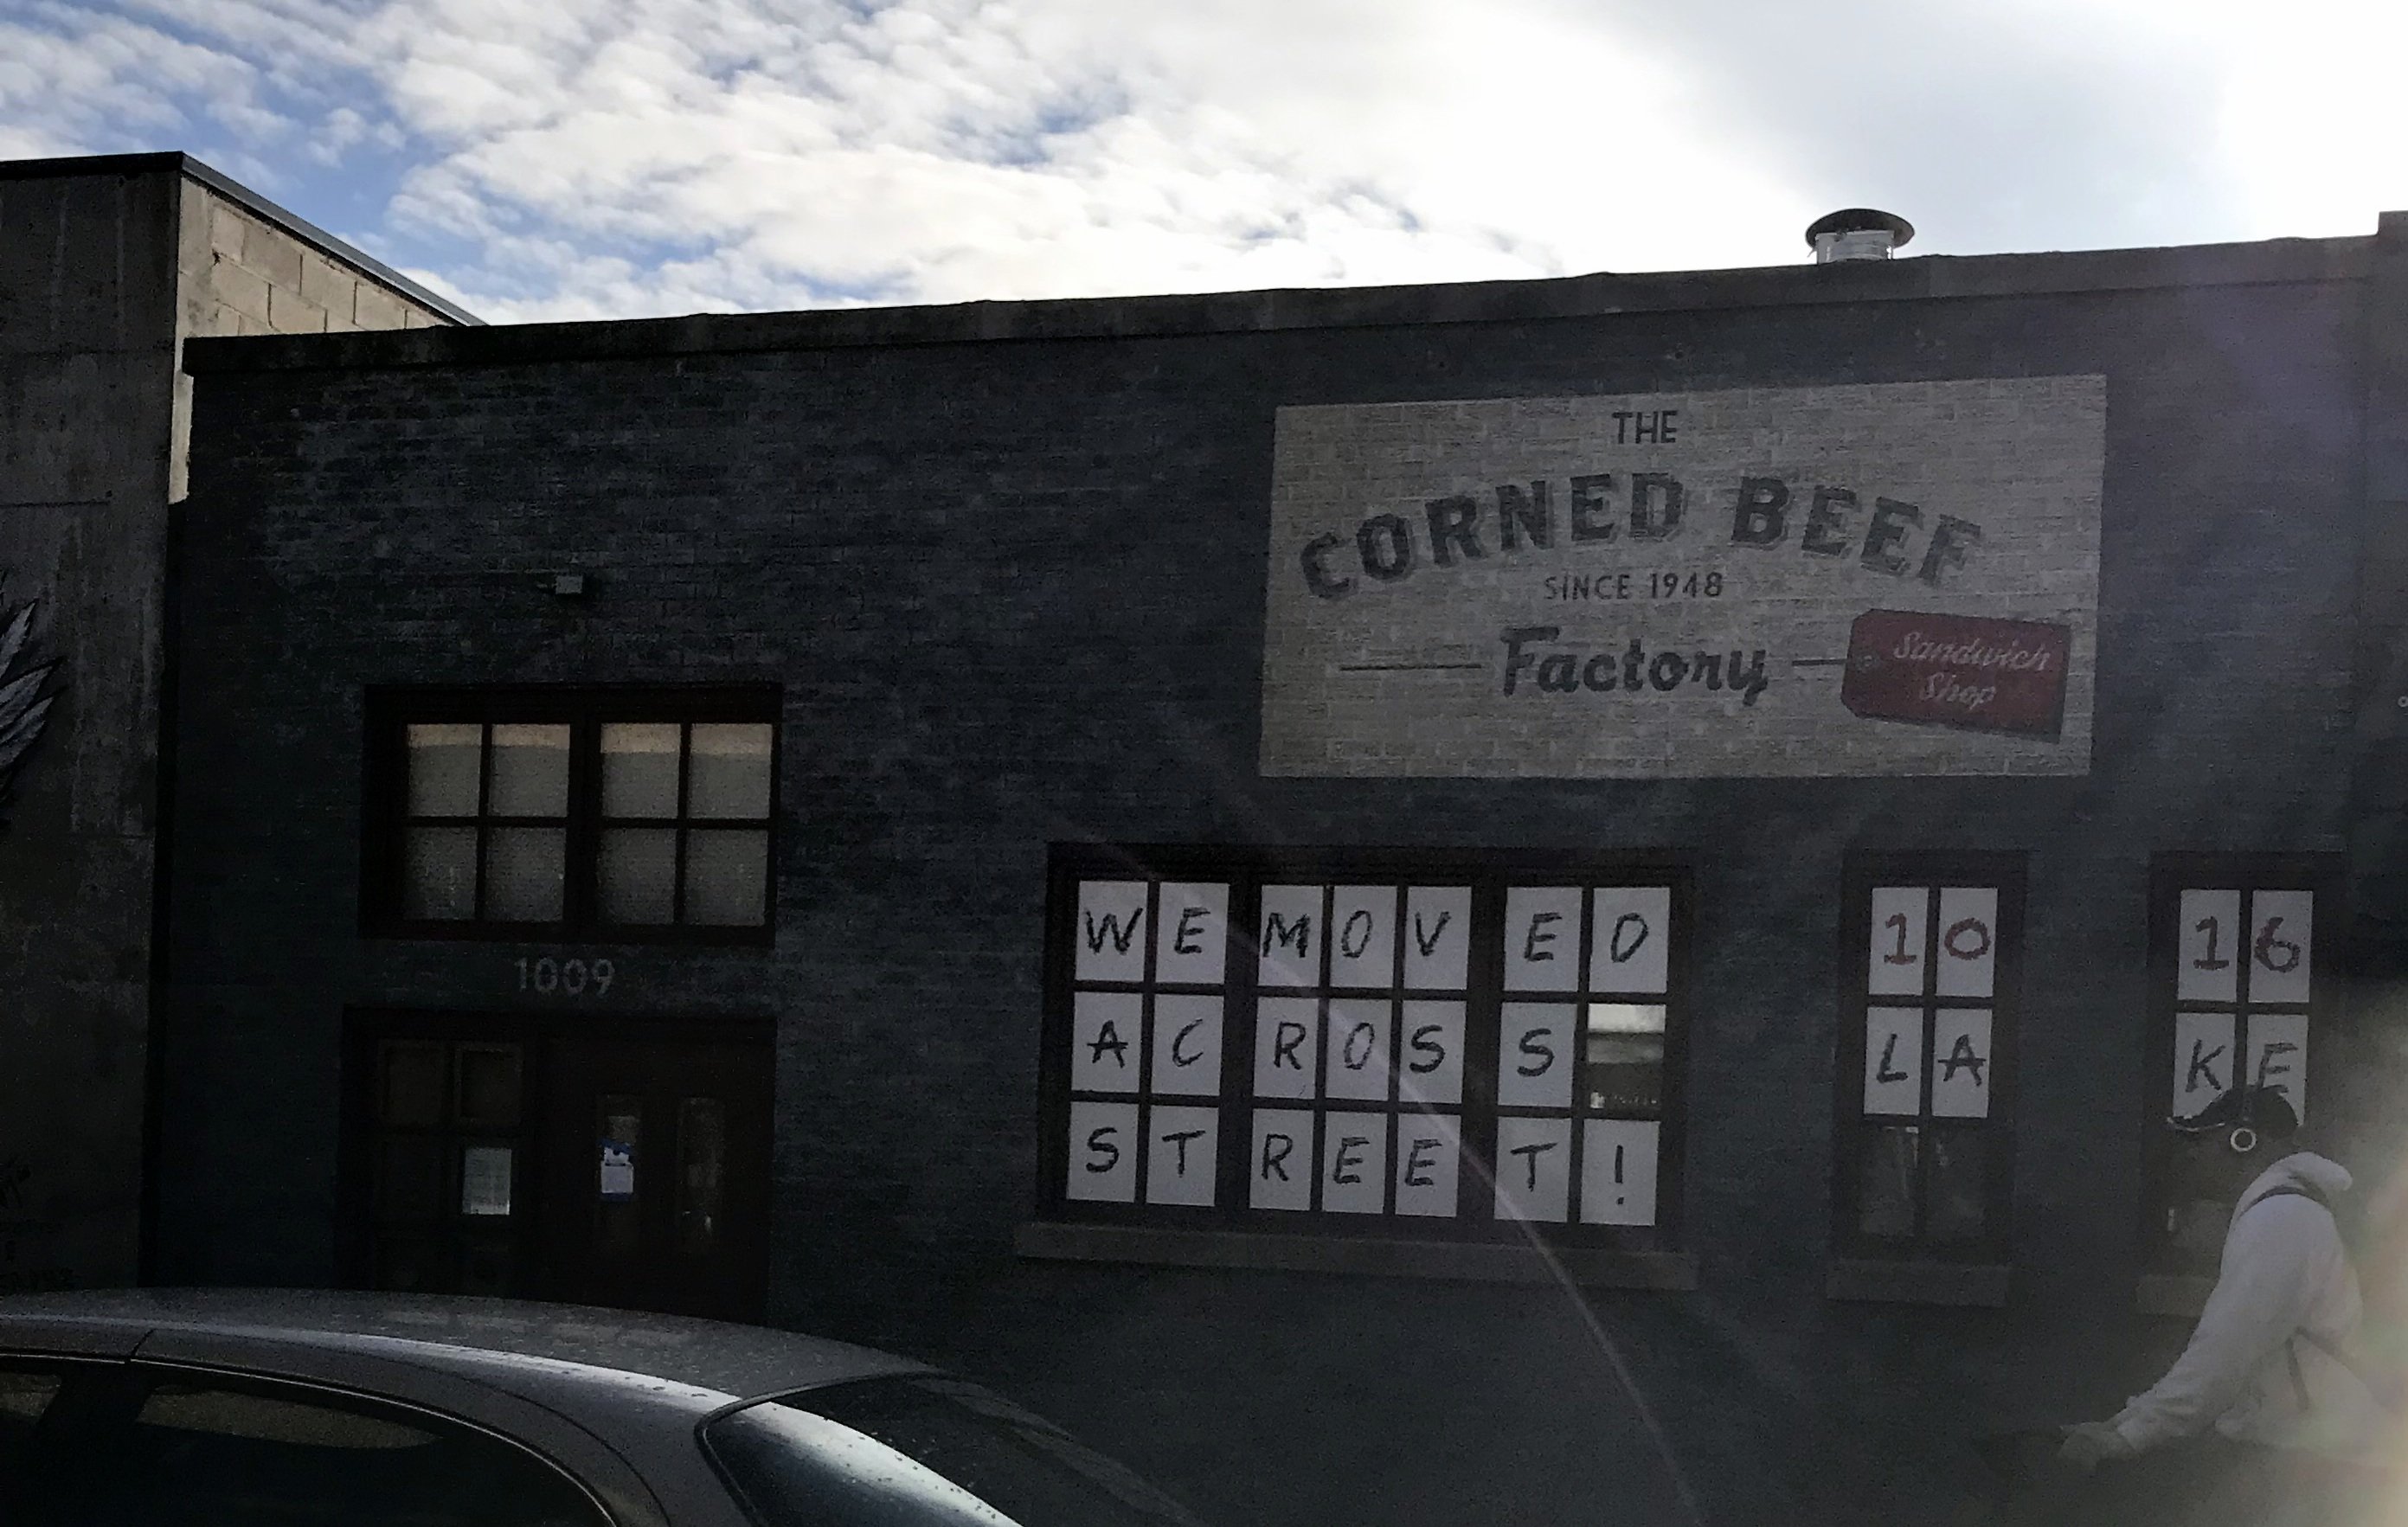 THE
CORNED BEEF
SINCE 1948
Factory
Sandwich
Shop
1009
WE MOVED
ACROSS
STREET!
10 16
LA KE